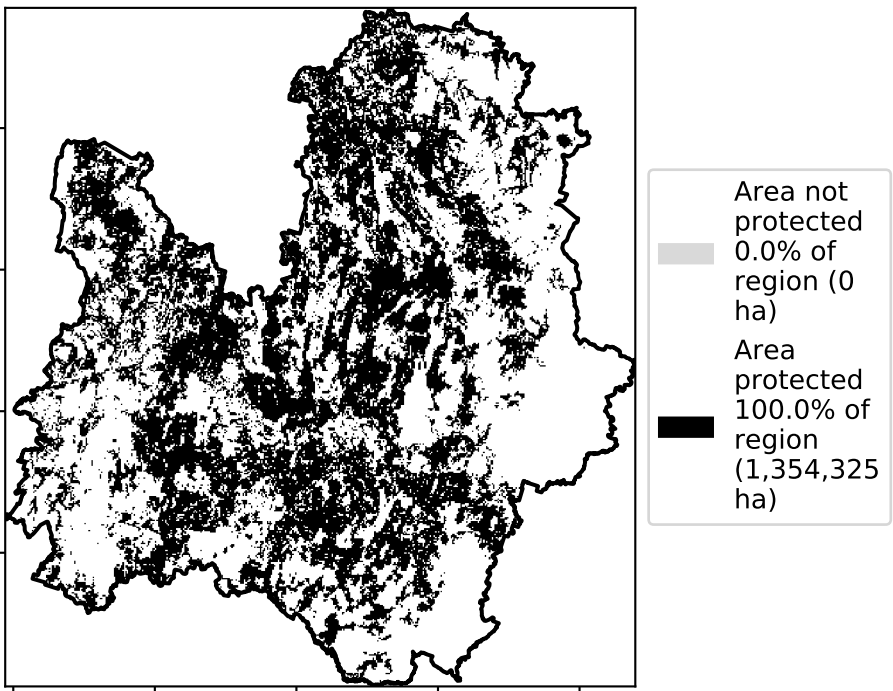 Area not
protected
0.0% of
region (0
ha)
Area
protected
100.0% of
region
(1,354,325
ha)